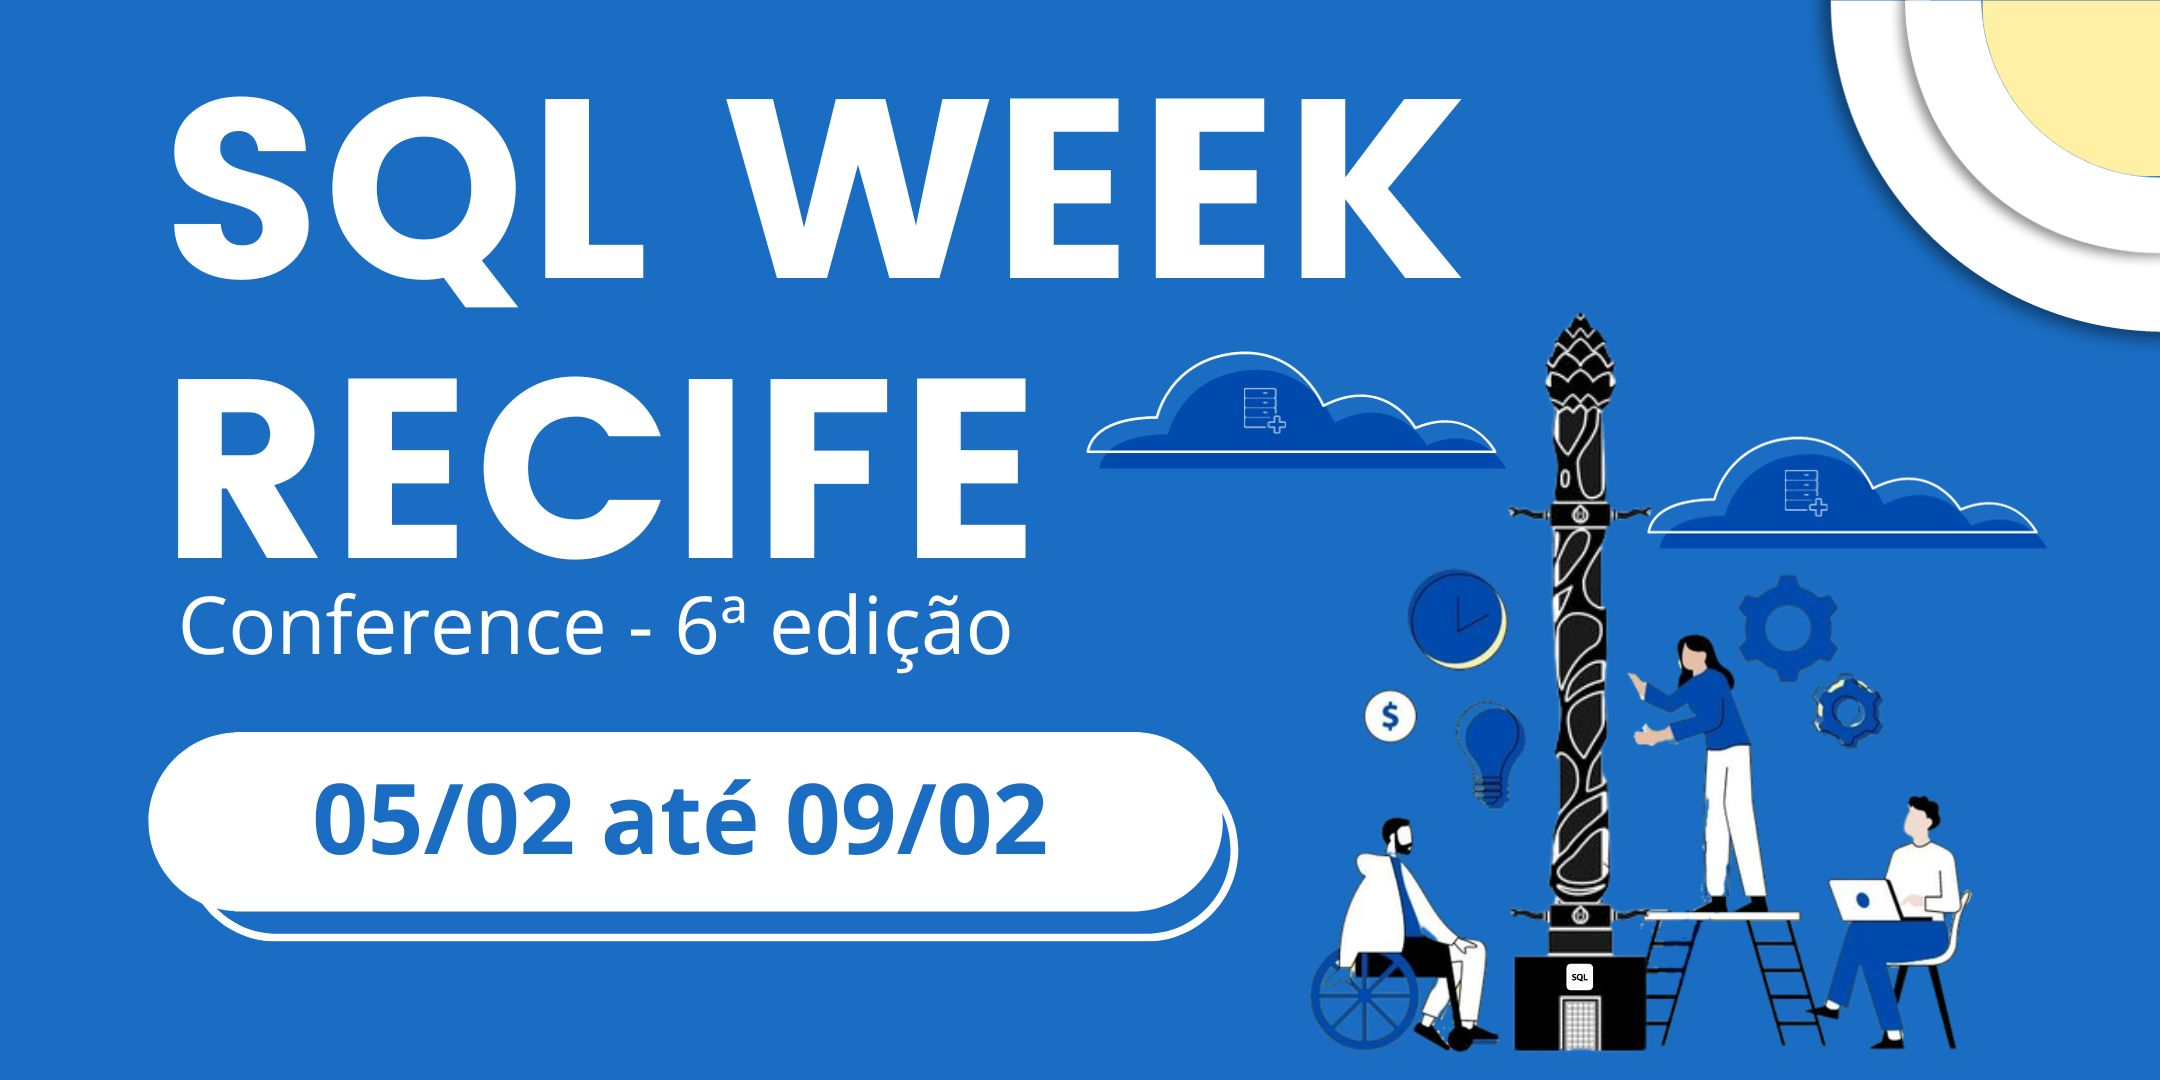 SQL WEEK
RECIFE
Conference - 6ª edição
05/02 até 09/02
$
SQL